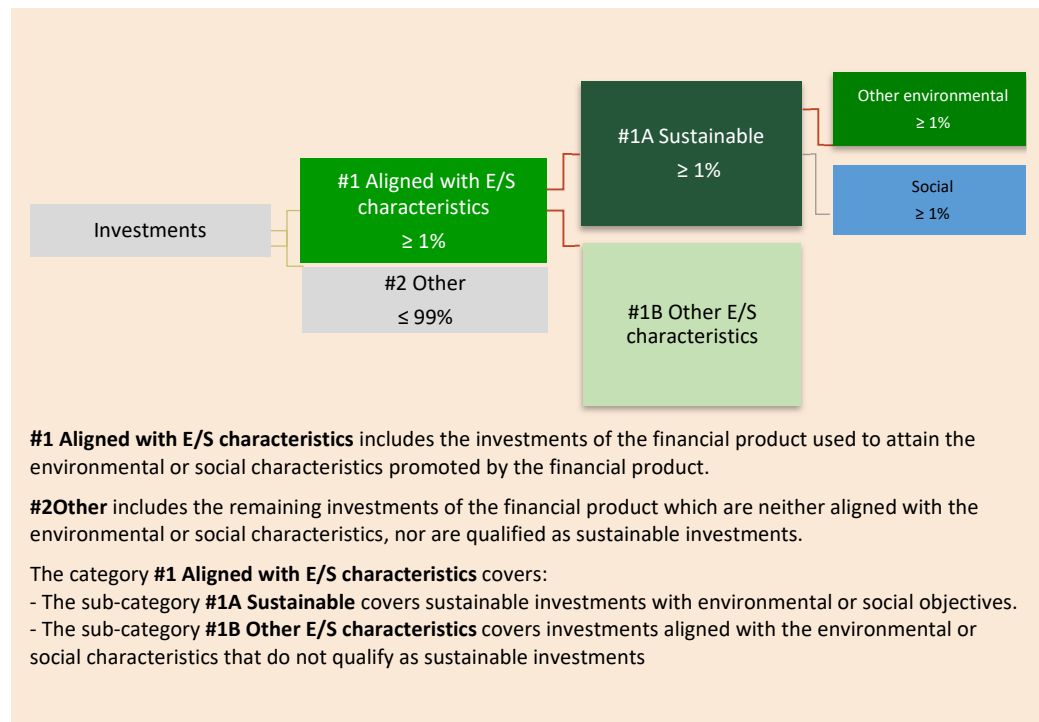 Investments
#1 Aligned with E/S
characteristics
≥ 1%
#2 Other
≤ 99%
#1A Sustainable
≥ 1%
#1B Other E/S
characteristics
Other environmental
≥ 1%
Social
≥ 1%
#1 Aligned with E/S characteristics includes the investments of the financial product used to attain the
environmental or social characteristics promoted by the financial product.
#2Other includes the remaining investments of the financial product which are neither aligned with the
environmental or social characteristics, nor are qualified as sustainable investments.
The category #1 Aligned with E/S characteristics covers:
- The sub-category #1A Sustainable covers sustainable investments with environmental or social objectives.
- The sub-category #1B Other E/S characteristics covers investments aligned with the environmental or
social characteristics that do not qualify as sustainable investments